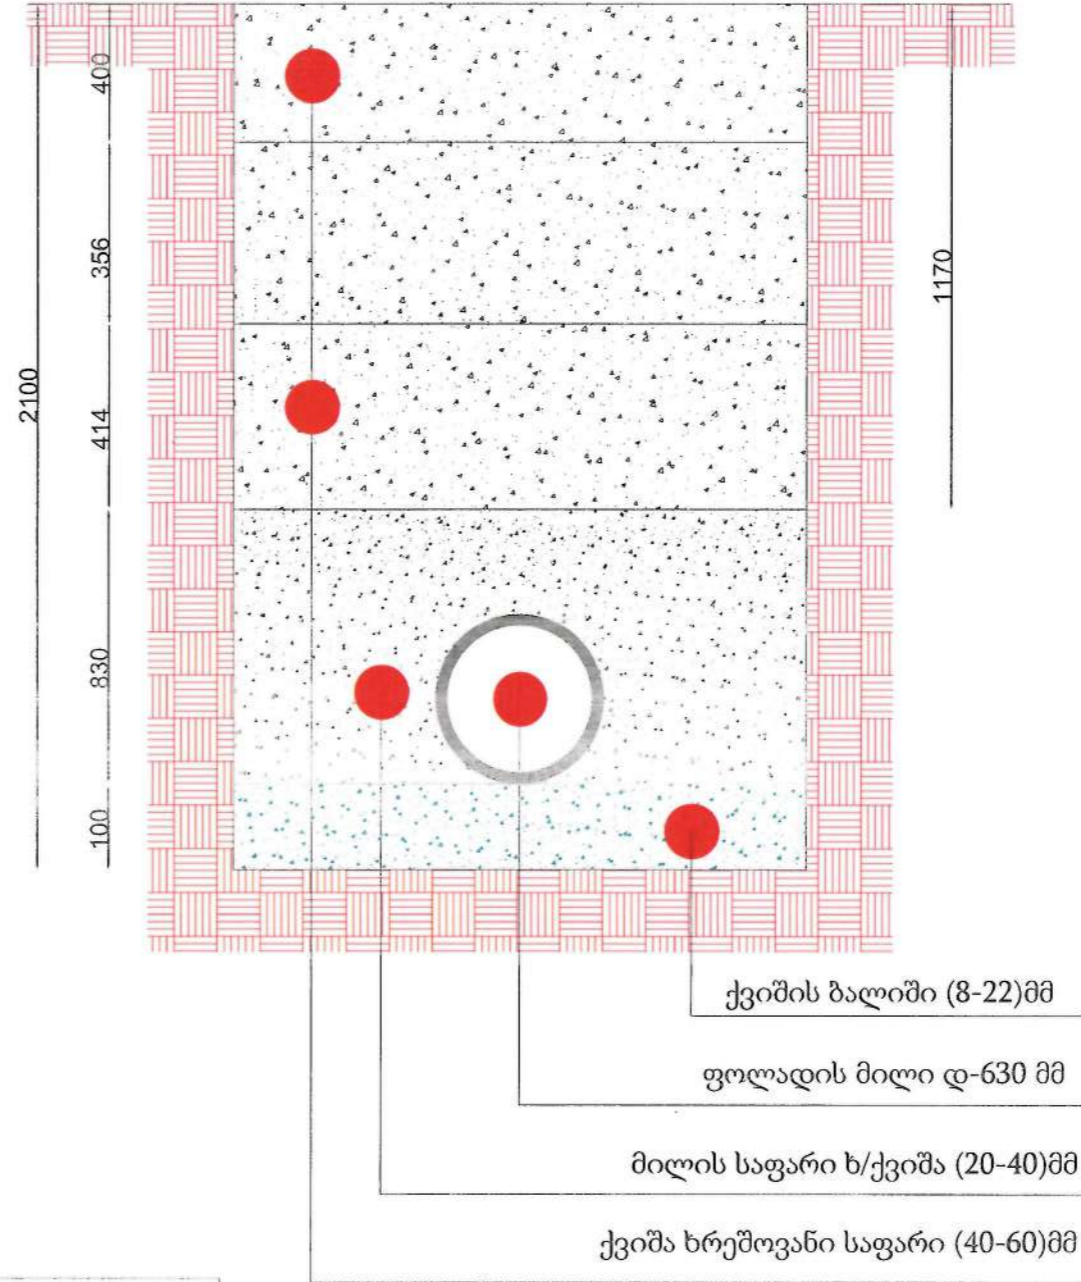 400
356
1170
2100
414
830
100
ქვიშის ბალიში (8-22)მმ
ფოლადის მილი დ-630 მმ
მილის საფარი ხ/ქვიშა (20-40)მმ
ქვიშა ხრეშოვანი საფარი (40-60)მმ